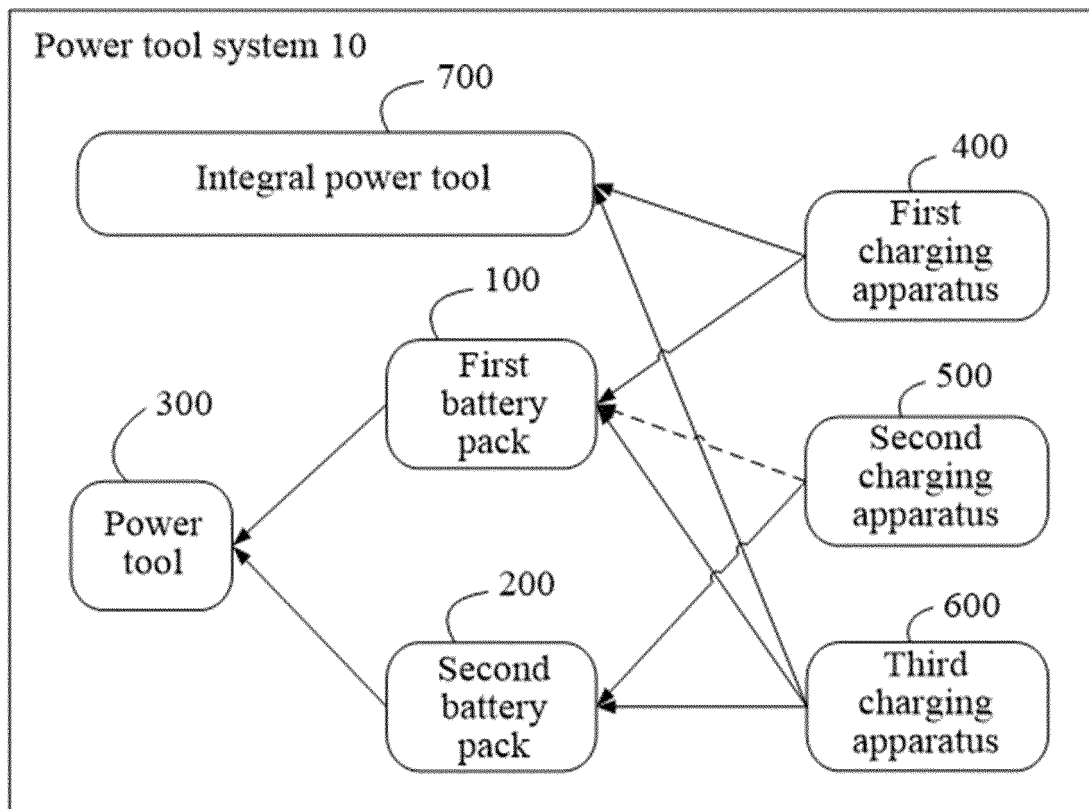 Power tool system 10
700
Integral power tool
400
First
charging
apparatus
100
First
battery
pack
500
Second
charging
apparatus
300
Power
tool
200
Second
battery
pack
600
Third
charging
apparatus